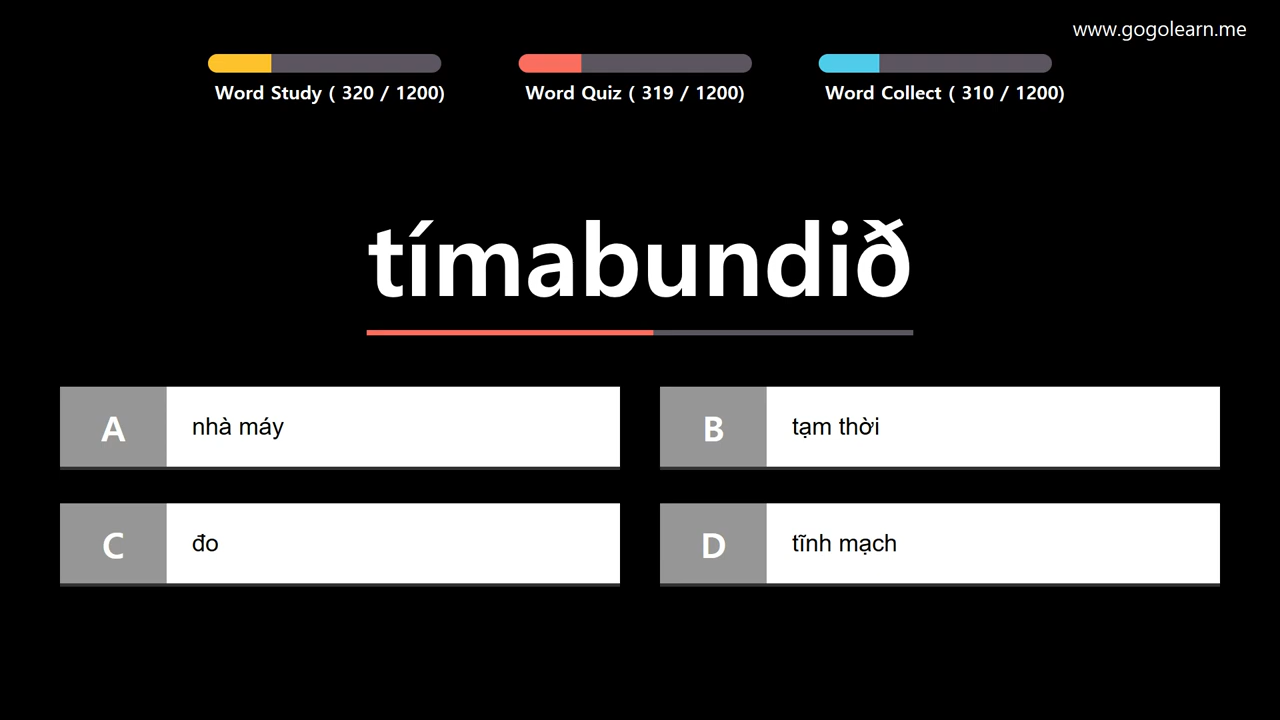 www.gogolearn.me
Word Study ( 320 / 1200)
Word Quiz ( 319 / 1200)
Word Collect ( 310 / 1200)
tímabundið
A
nhà máy
B
tạm thời
C
đo
D
tĩnh mạch